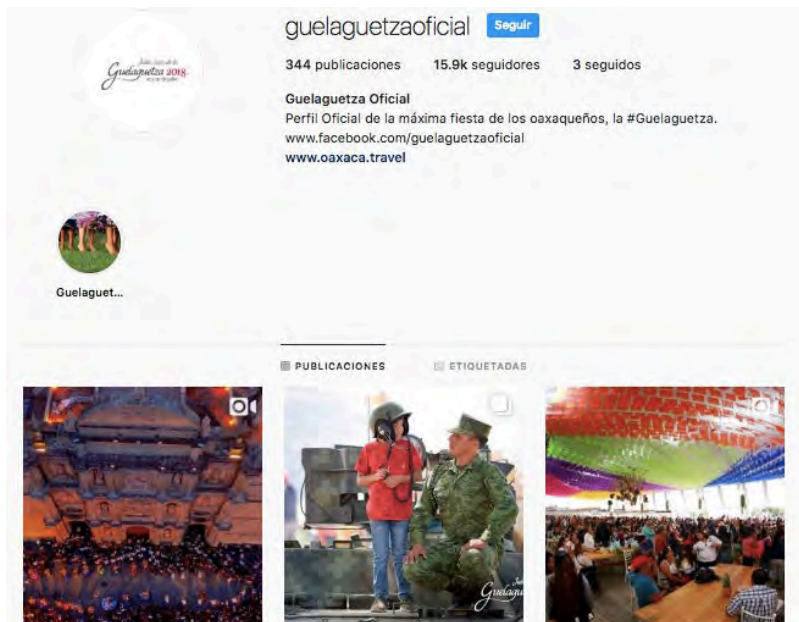 guelaguetzaoficial Seguir
344 publicaciones 15.9k seguidores 3 seguidos
Guelaguetza 2018
Guelaguetza Oficial
Perfil Oficial de la máxima fiesta de los oaxaqueños, la #Guelaguetza.
www.facebook.com/guelaguetzaoficial
www.oaxaca.travel
Guelaguet...
PUBLICACIONES ETIQUETADAS